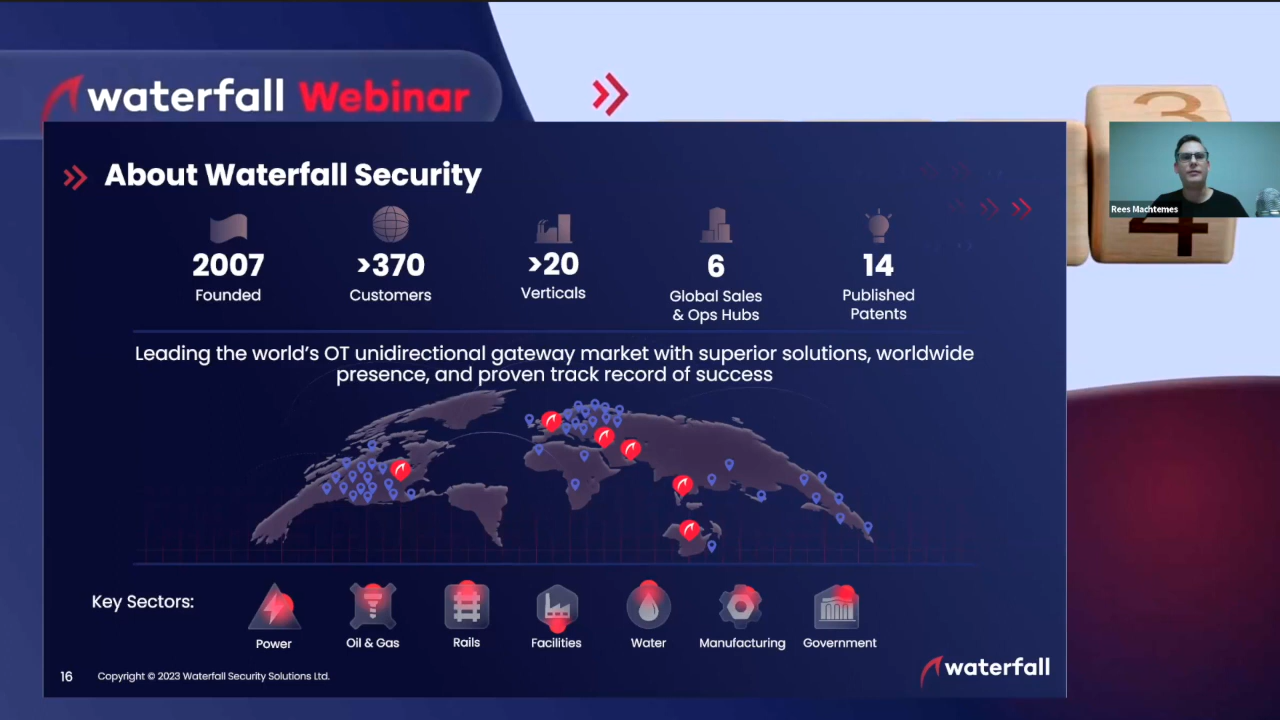 waterfall Webinar
3
Rees Machtemes
4
About Waterfall Security
2007
Founded
>370
Customers
>20
Verticals
6
Global Sales
& Ops Hubs
14
Published
Patents
Leading the world's OT unidirectional gateway market with superior solutions, worldwide
presence, and proven track record of success
Key Sectors:
Power
Oil & Gas
Rails
Facilities
Water
Manufacturing
Government
16
Copyright © 2023 Waterfall Security Solutions Ltd.
waterfall